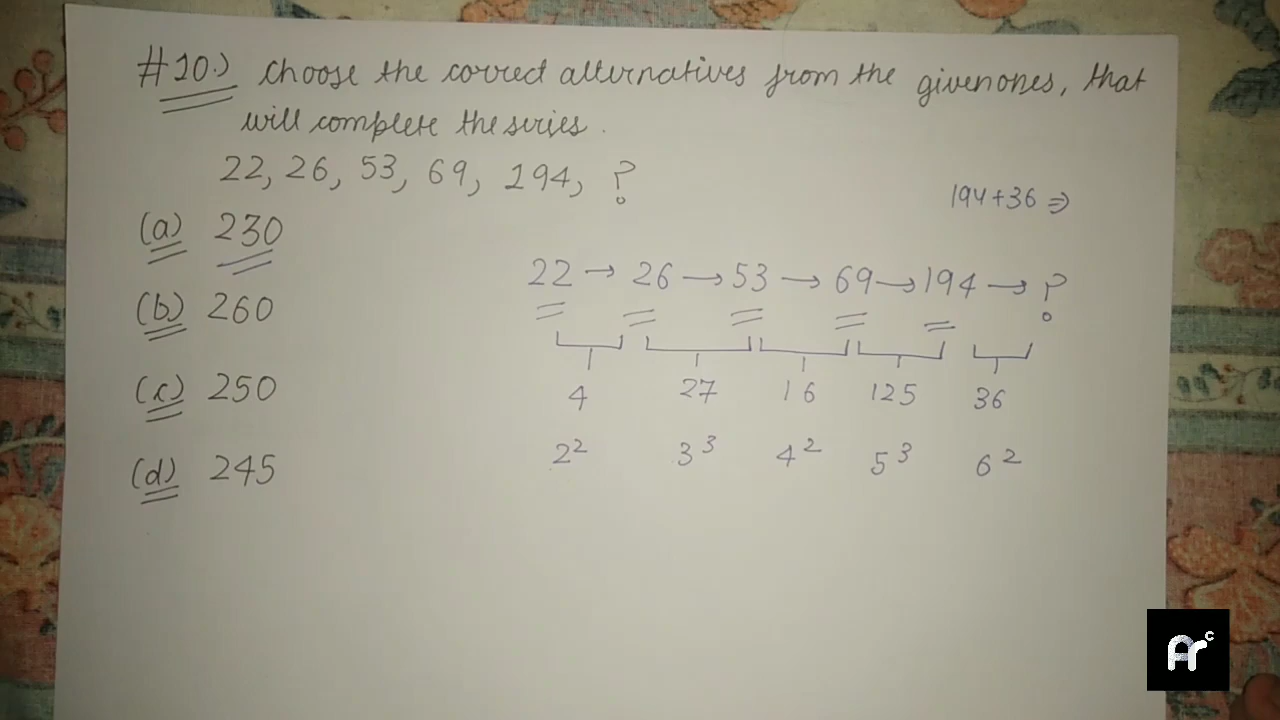 #10.) Choose the correct alternatives from the given ones, that
will complete the series.
22, 26, 53, 69, 194, ?
194+36 ⇒
(a) 230
(b) 260
(c) 250
(d) 245
22 → 26 → 53 → 69 → 194 → ?
4 27 16 125 36
2² 3³ 4² 5³ 6²
Ar c